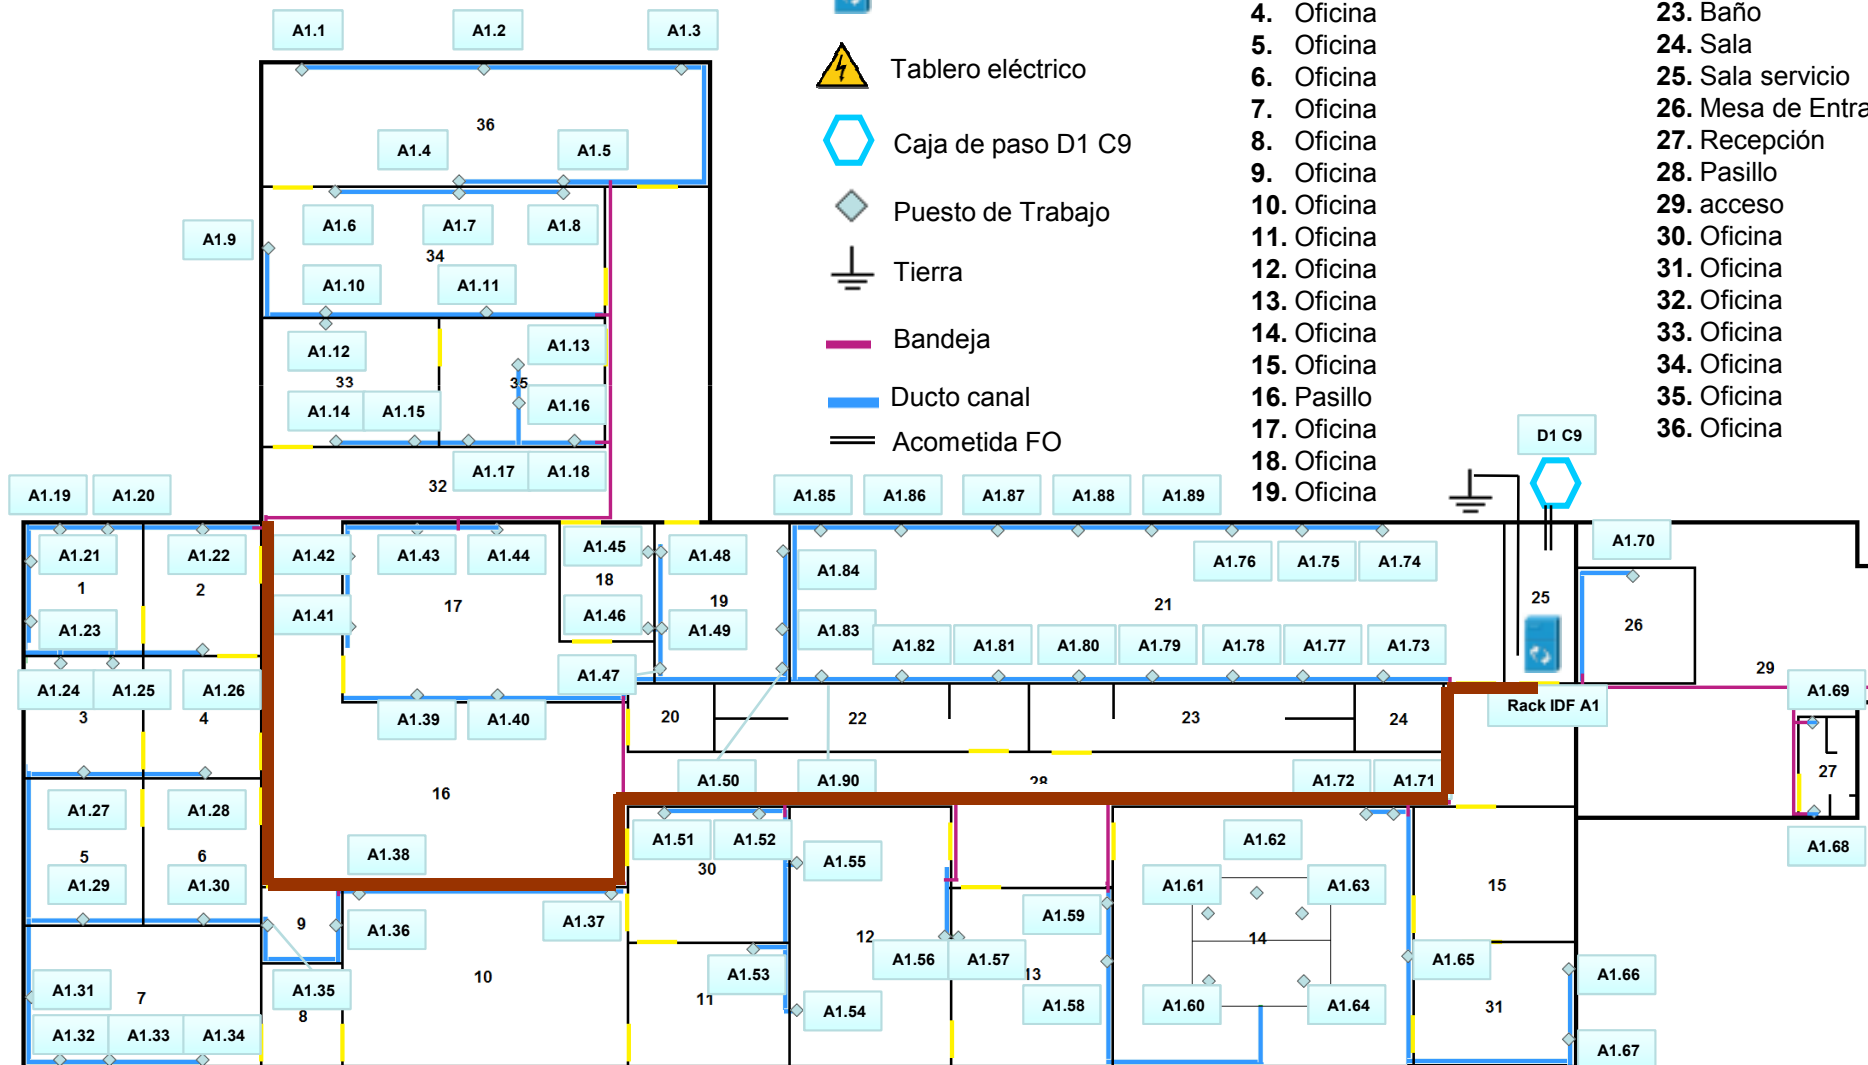 A1.1
A1.2
A1.3
36
A1.4
A1.5
A1.6
A1.7
A1.8
A1.9
34
A1.10
A1.11
A1.12
A1.13
33
35
A1.14
A1.15
A1.16
A1.17
A1.18
32
Tablero eléctrico
Caja de paso D1 C9
Puesto de Trabajo
Tierra
Bandeja
Ducto canal
Acometida FO
4. Oficina
5. Oficina
6. Oficina
7. Oficina
8. Oficina
9. Oficina
10. Oficina
11. Oficina
12. Oficina
13. Oficina
14. Oficina
15. Oficina
16. Pasillo
17. Oficina
18. Oficina
19. Oficina
23. Baño
24. Sala
25. Sala servicio
26. Mesa de Entra
27. Recepción
28. Pasillo
29. acceso
30. Oficina
31. Oficina
32. Oficina
33. Oficina
34. Oficina
35. Oficina
36. Oficina
D1 C9
A1.19
A1.20
A1.85
A1.86
A1.87
A1.88
A1.89
A1.21
A1.22
A1.42
A1.43
A1.44
A1.45
A1.48
A1.84
A1.76
A1.75
A1.74
A1.70
1
2
17
18
19
21
25
26
A1.23
A1.41
A1.46
A1.49
A1.83
A1.82
A1.81
A1.80
A1.79
A1.78
A1.77
A1.73
A1.47
29
A1.24
A1.25
A1.26
A1.69
3
4
A1.39
A1.40
20
22
23
24
Rack IDF A1
A1.50
A1.90
28
A1.72
A1.71
27
16
A1.27
A1.28
A1.51
A1.52
A1.62
A1.68
5
6
A1.38
30
A1.55
A1.29
A1.30
A1.61
A1.63
15
9
A1.36
A1.37
A1.59
12
14
A1.56
A1.57
A1.65
10
A1.53
11
13
A1.66
A1.31
7
A1.35
8
A1.54
A1.58
A1.60
A1.64
31
A1.32
A1.33
A1.34
A1.67